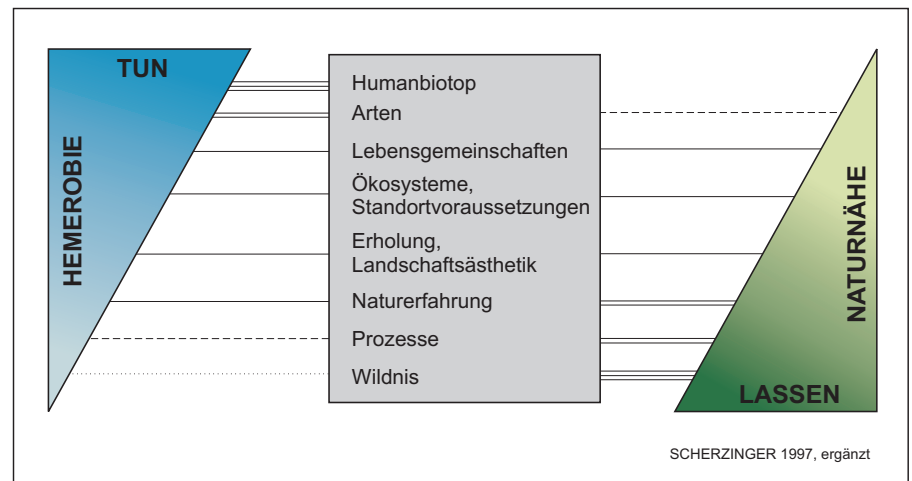 TUN
HEMEROBIE
Humanbiotop
Arten
Lebensgemeinschaften
Ökosysteme,
Standortvoraussetzungen
Erholung,
Landschaftsästhetik
Naturerfahrung
Prozesse
Wildnis
NATURNÄHE
LASSEN
SCHERZINGER 1997, ergänzt